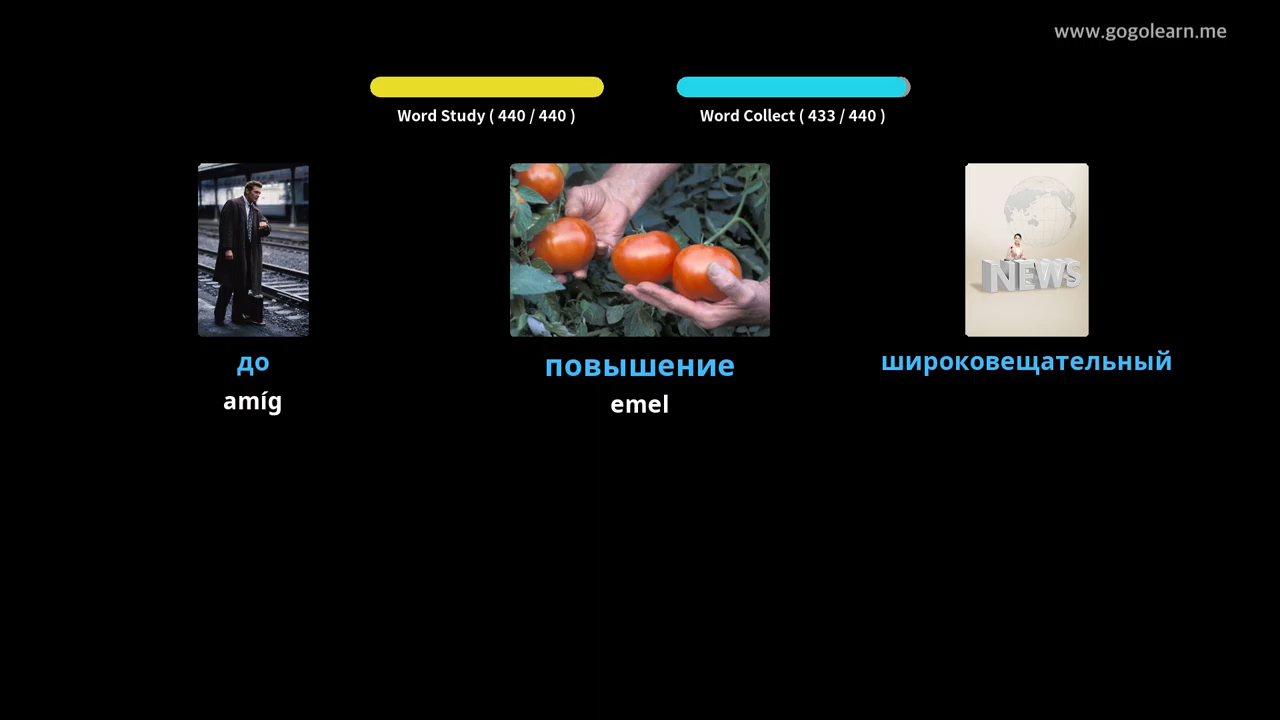 www.gogolearn.me
Word Study ( 440 / 440 )
Word Collect ( 433 / 440 )
NEWS
до
повышение
широковещательный
amíg
emel